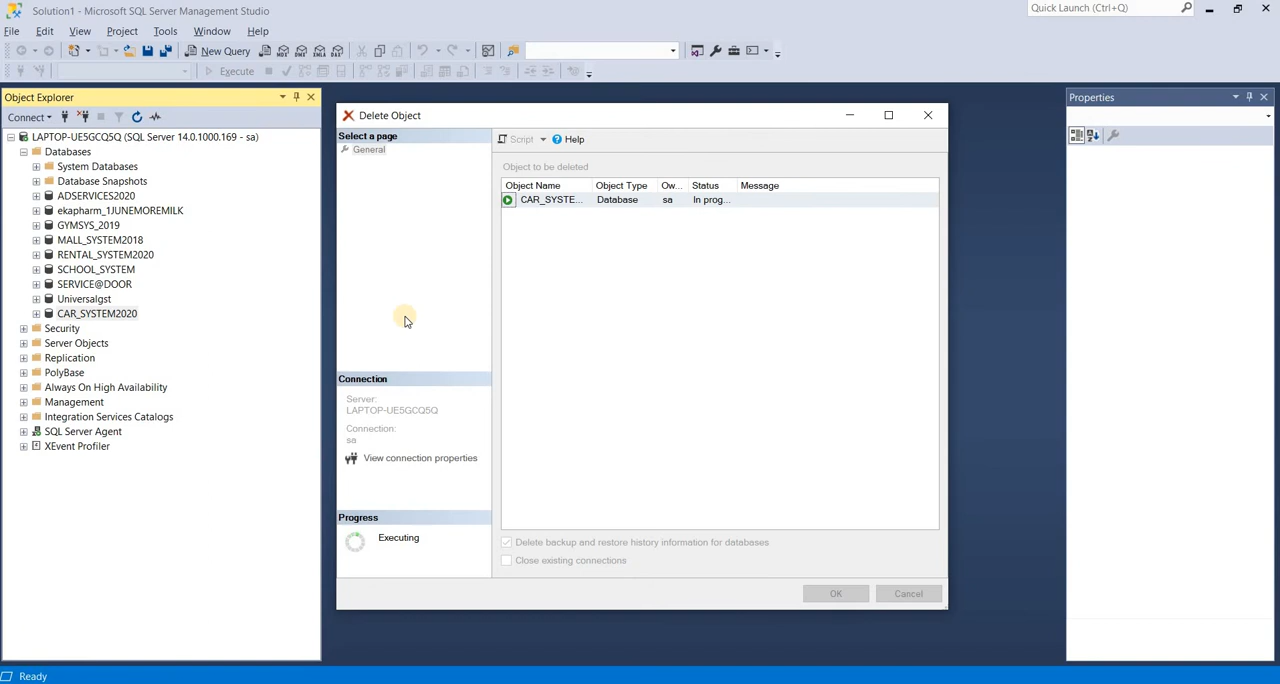 Solution1 - Microsoft SQL Server Management Studio
Quick Launch (Ctrl+Q)
File Edit View Project Tools Window Help
New Query
MDX DMX XMLA DAX
Execute
Object Explorer
Connect
LAPTOP-UE5GCQ5Q (SQL Server 14.0.1000.169 - sa)
Databases
System Databases
Database Snapshots
ADSERVICES2020
ekapharm_1JUNEMOREMILK
GYMSYS_2019
MALL_SYSTEM2018
RENTAL_SYSTEM2020
SCHOOL_SYSTEM
SERVICE@DOOR
Universalgst
CAR_SYSTEM2020
Security
Server Objects
Replication
PolyBase
Always On High Availability
Management
Integration Services Catalogs
SQL Server Agent
XEvent Profiler
Delete Object
Select a page
General
Script Help
Object to be deleted
Object Name Object Type Ow... Status Message
CAR_SYSTE... Database sa In prog...
Connection
Server:
LAPTOP-UE5GCQ5Q
Connection:
sa
View connection properties
Progress
Executing
Delete backup and restore history information for databases
Close existing connections
OK Cancel
Properties
Ready